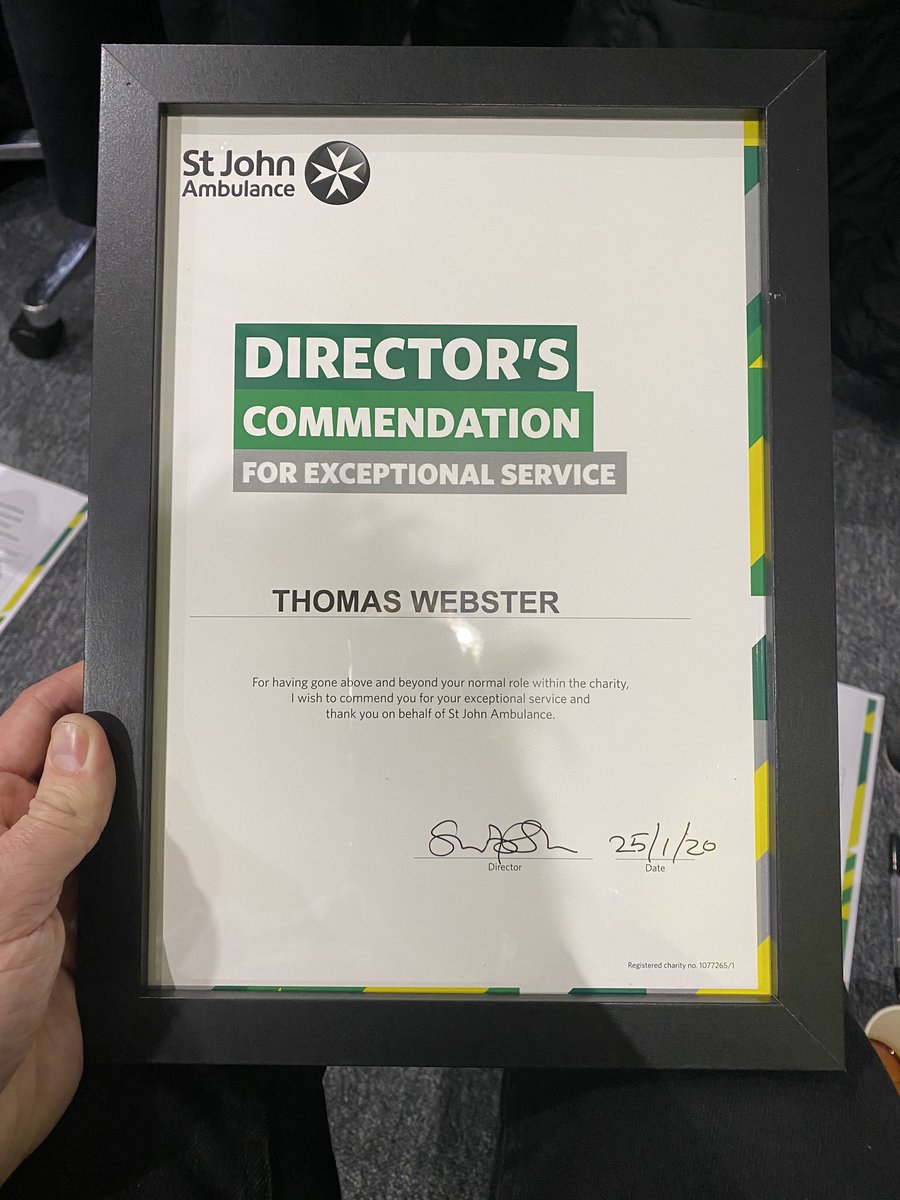 St John
Ambulance
DIRECTOR'S
COMMENDATION
FOR EXCEPTIONAL SERVICE
THOMAS WEBSTER
For having gone above and beyond your normal role within the charity,
I wish to commend you for your exceptional service and
thank you on behalf of St John Ambulance.
25/1/20
Director
Date
Registered charity no. 1077265/1